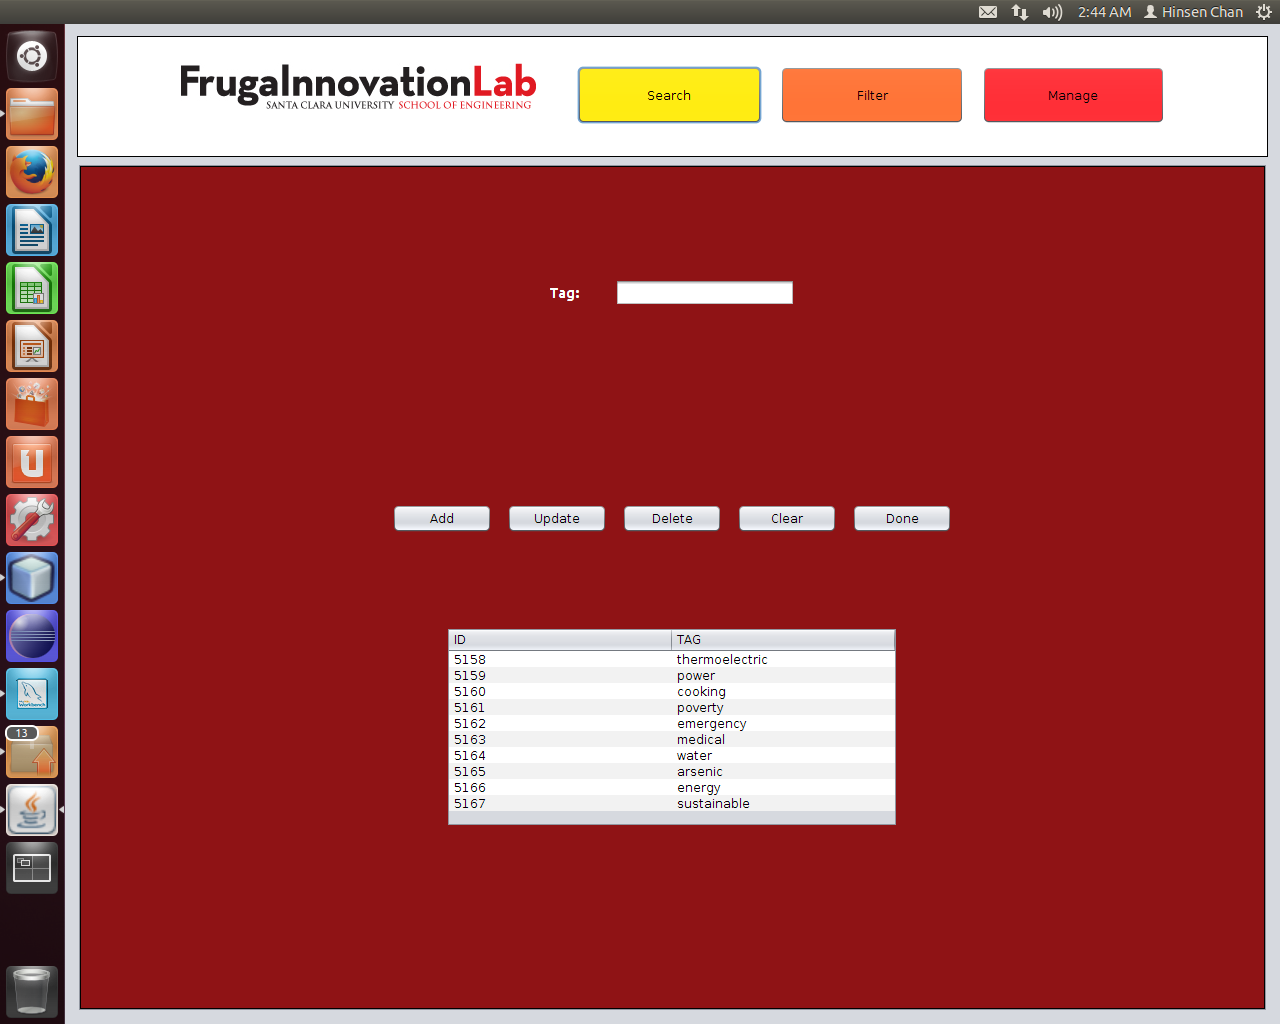 2:44 AM Hinsen Chan
FrugalInnovationLab
SANTA CLARA UNIVERSITY SCHOOL OF ENGINEERING
Search Filter Manage
Tag:
Add Update Delete Clear Done
ID TAG
5158 thermoelectric
5159 power
5160 cooking
5161 poverty
5162 emergency
5163 medical
5164 water
5165 arsenic
5166 energy
5167 sustainable
13
Workbench